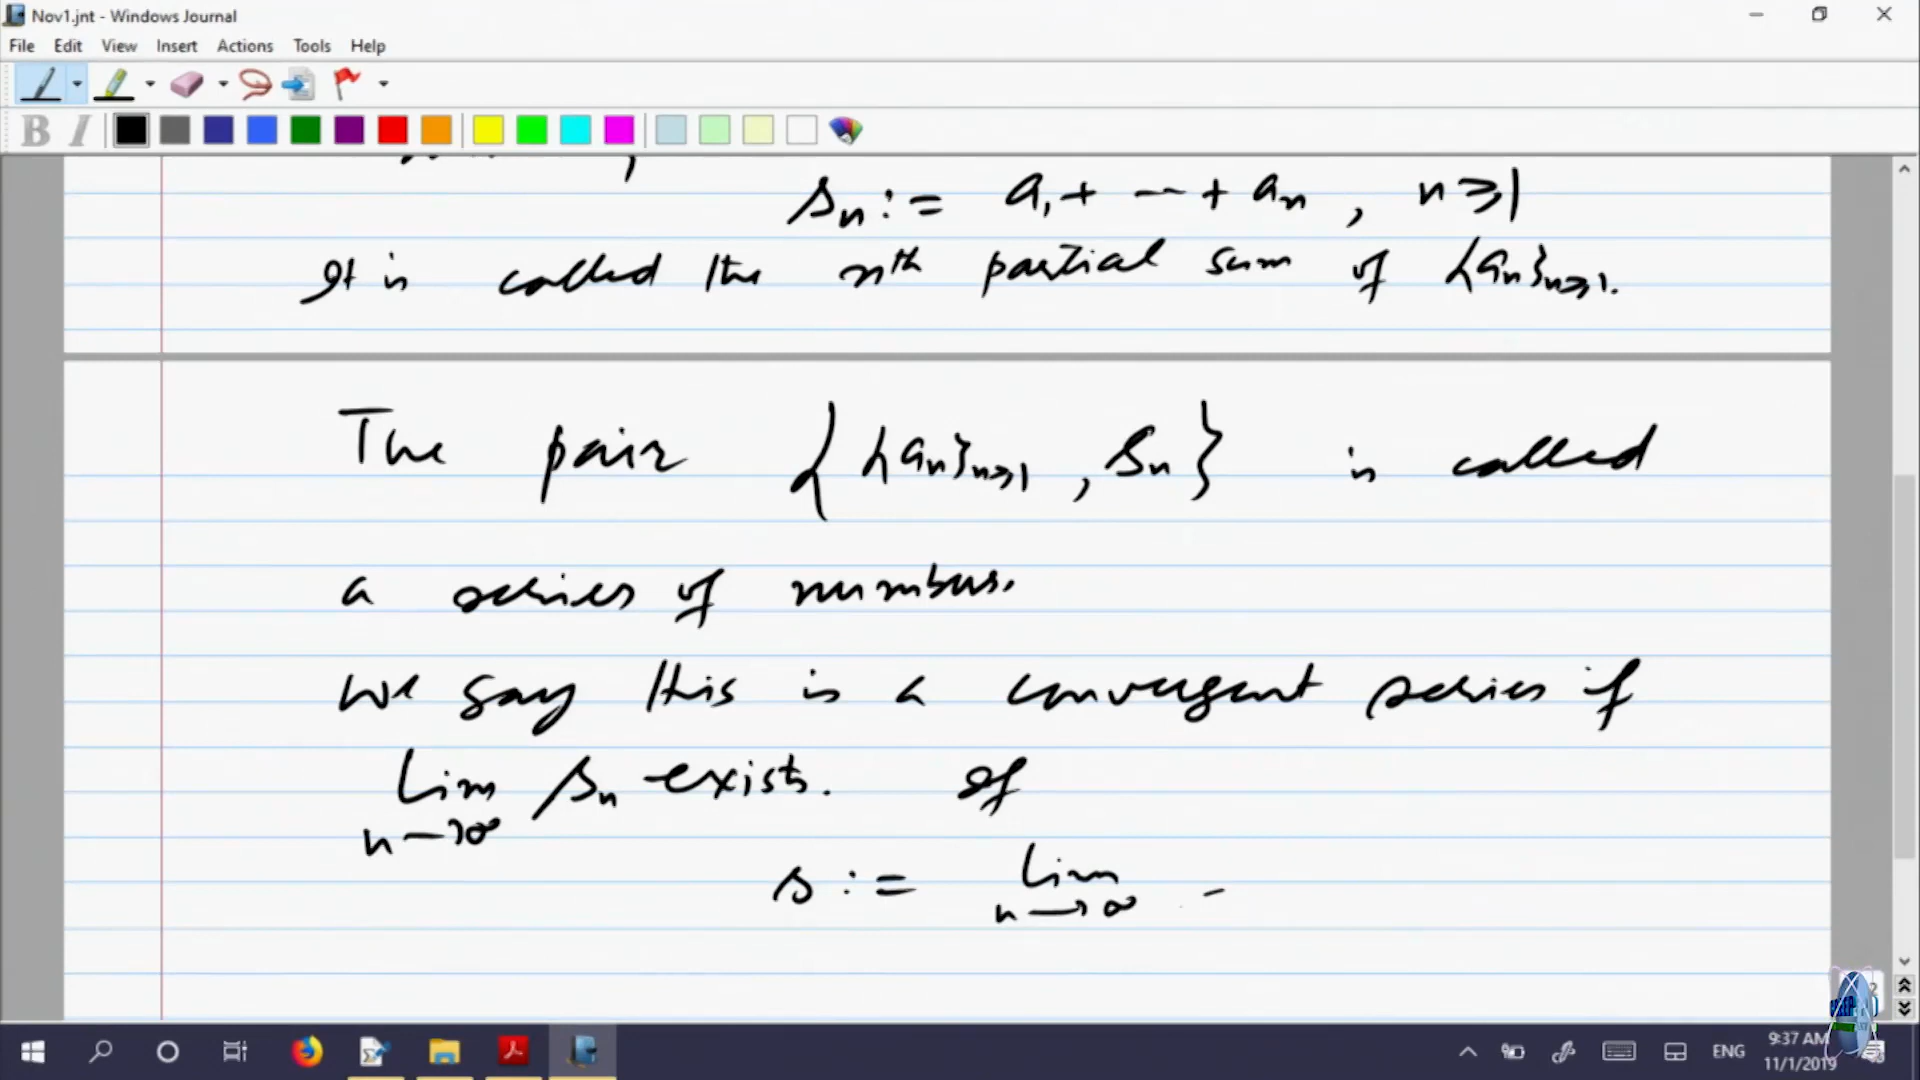 Nov1.jnt - Windows Journal
File Edit View Insert Actions Tools Help
B I
Sn := a1 + --- + an , n ≥ 1
It is called the nth partial sum of {an}n≥1.
The pair { {an}n≥1 , Sn } is called
a series of numbers.
We say this is a convergent series if
lim n→∞ Sn exists. If
s := lim n→∞
ENG
9:37 AM
11/1/2019